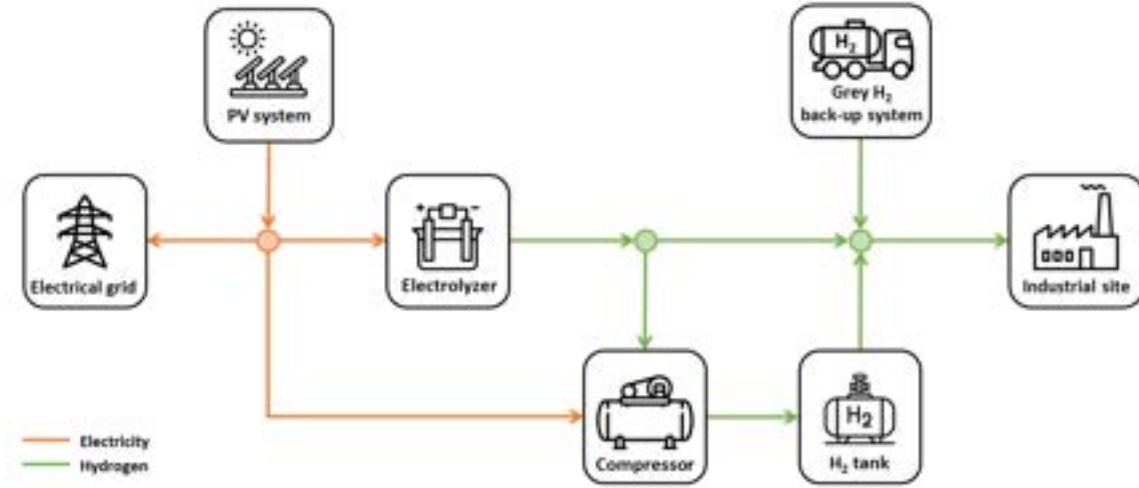 H₂
PV system
Grey H₂
back-up system
+ −
Electrical grid
Electrolyzer
Industrial site
H₂
Electricity
Hydrogen
Compressor
H₂ tank